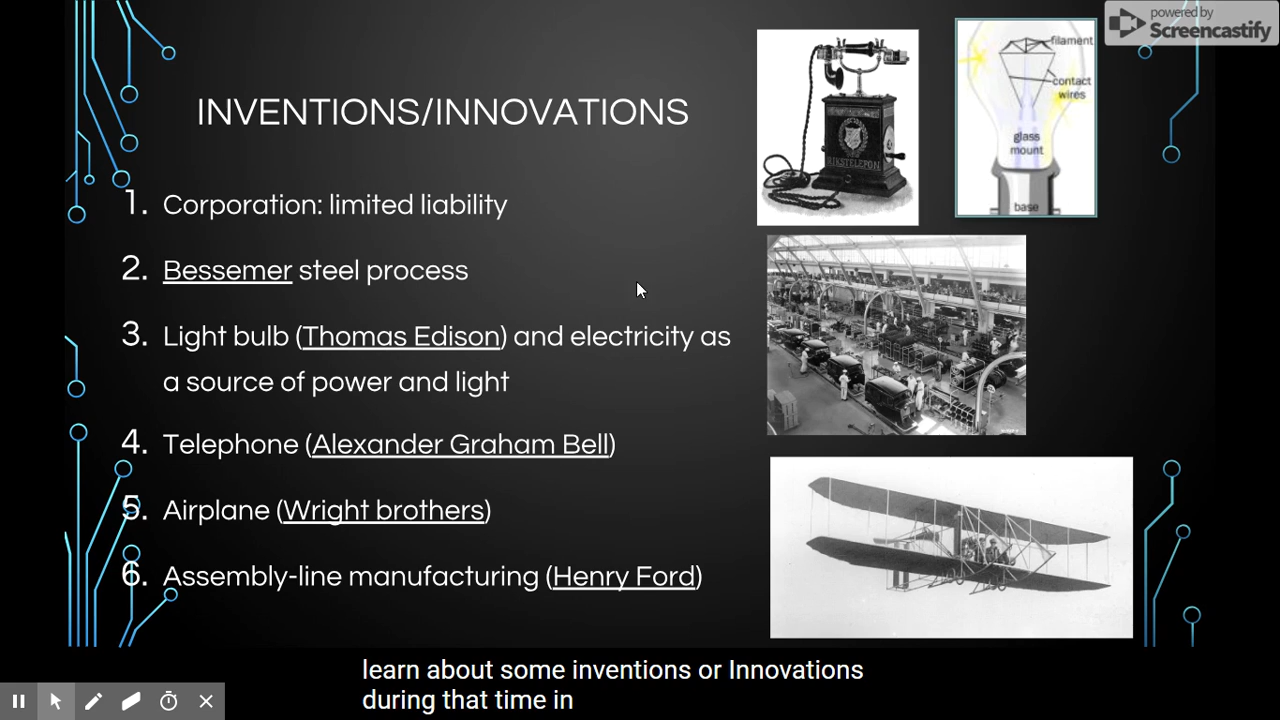 powered by
Screencastify
INVENTIONS/INNOVATIONS
1. Corporation: limited liability
2. Bessemer steel process
3. Light bulb (Thomas Edison) and electricity as
a source of power and light
4. Telephone (Alexander Graham Bell)
5. Airplane (Wright brothers)
6. Assembly-line manufacturing (Henry Ford)
RIKSTELEFON
filament
contact
wires
glass
mount
base
learn about some inventions or Innovations
during that time in